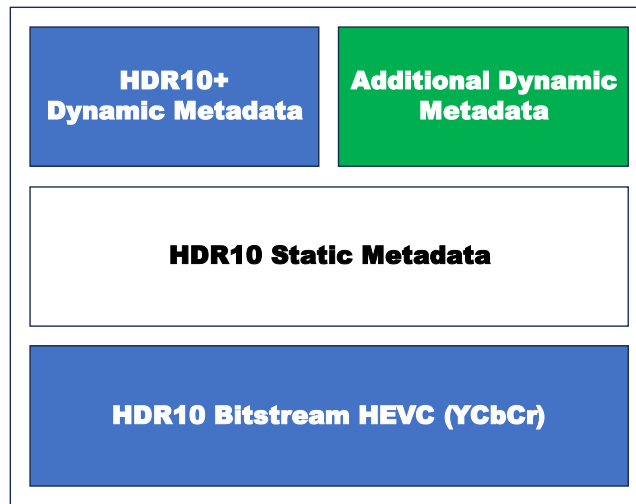 HDR10+
Dynamic Metadata
Additional Dynamic
Metadata
HDR10 Static Metadata
HDR10 Bitstream HEVC (YCbCr)